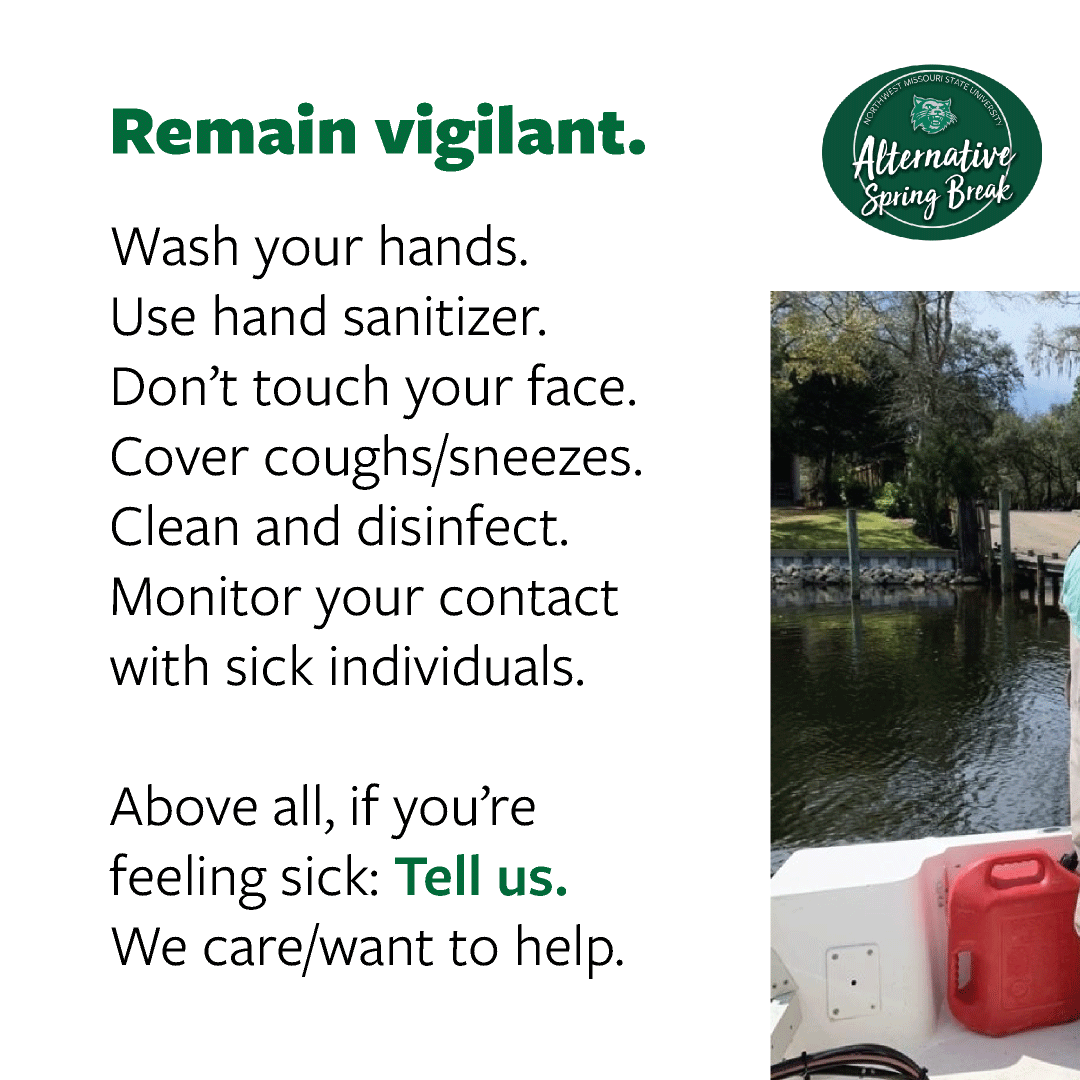 Remain vigilant.
NORTHWEST MISSOURI STATE UNIVERSITY
Alternative
Spring Break
Wash your hands.
Use hand sanitizer.
Don’t touch your face.
Cover coughs/sneezes.
Clean and disinfect.
Monitor your contact
with sick individuals.
Above all, if you’re
feeling sick: Tell us.
We care/want to help.